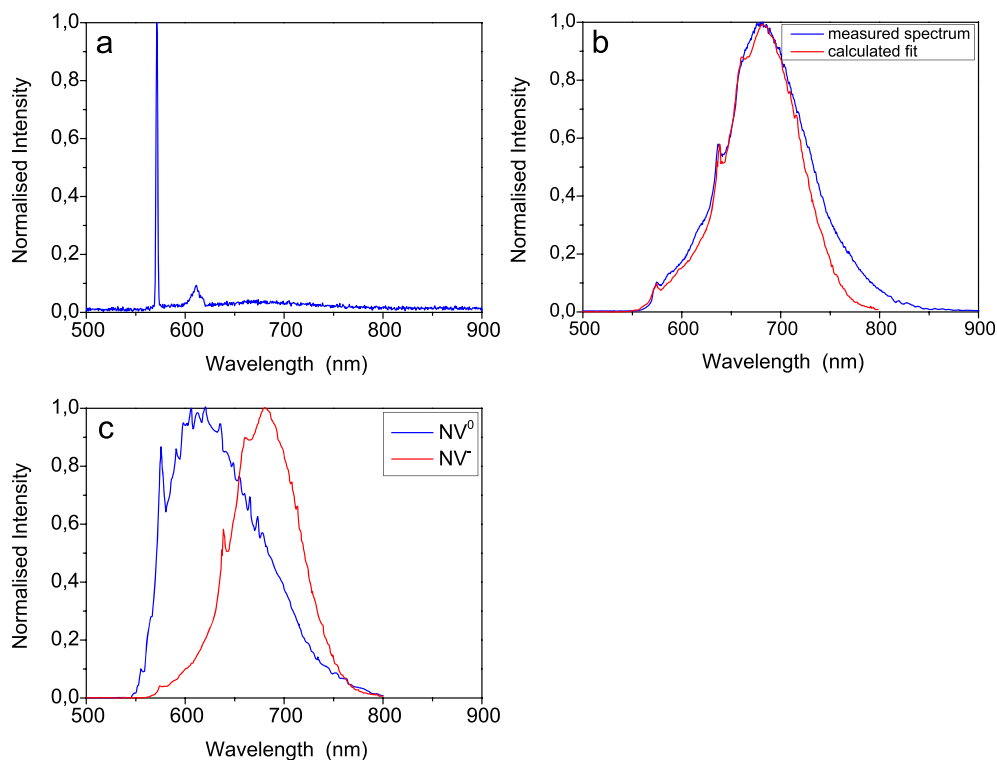 a
1,0
0,8
0,6
0,4
0,2
0,0
Normalised Intensity
500 600 700 800 900
Wavelength (nm)
b
measured spectrum
calculated fit
1,0
0,8
0,6
0,4
0,2
0,0
Normalised Intensity
500 600 700 800 900
Wavelength (nm)
c
NV⁰
NV⁻
1,0
0,8
0,6
0,4
0,2
0,0
Normalised Intensity
500 600 700 800 900
Wavelength (nm)